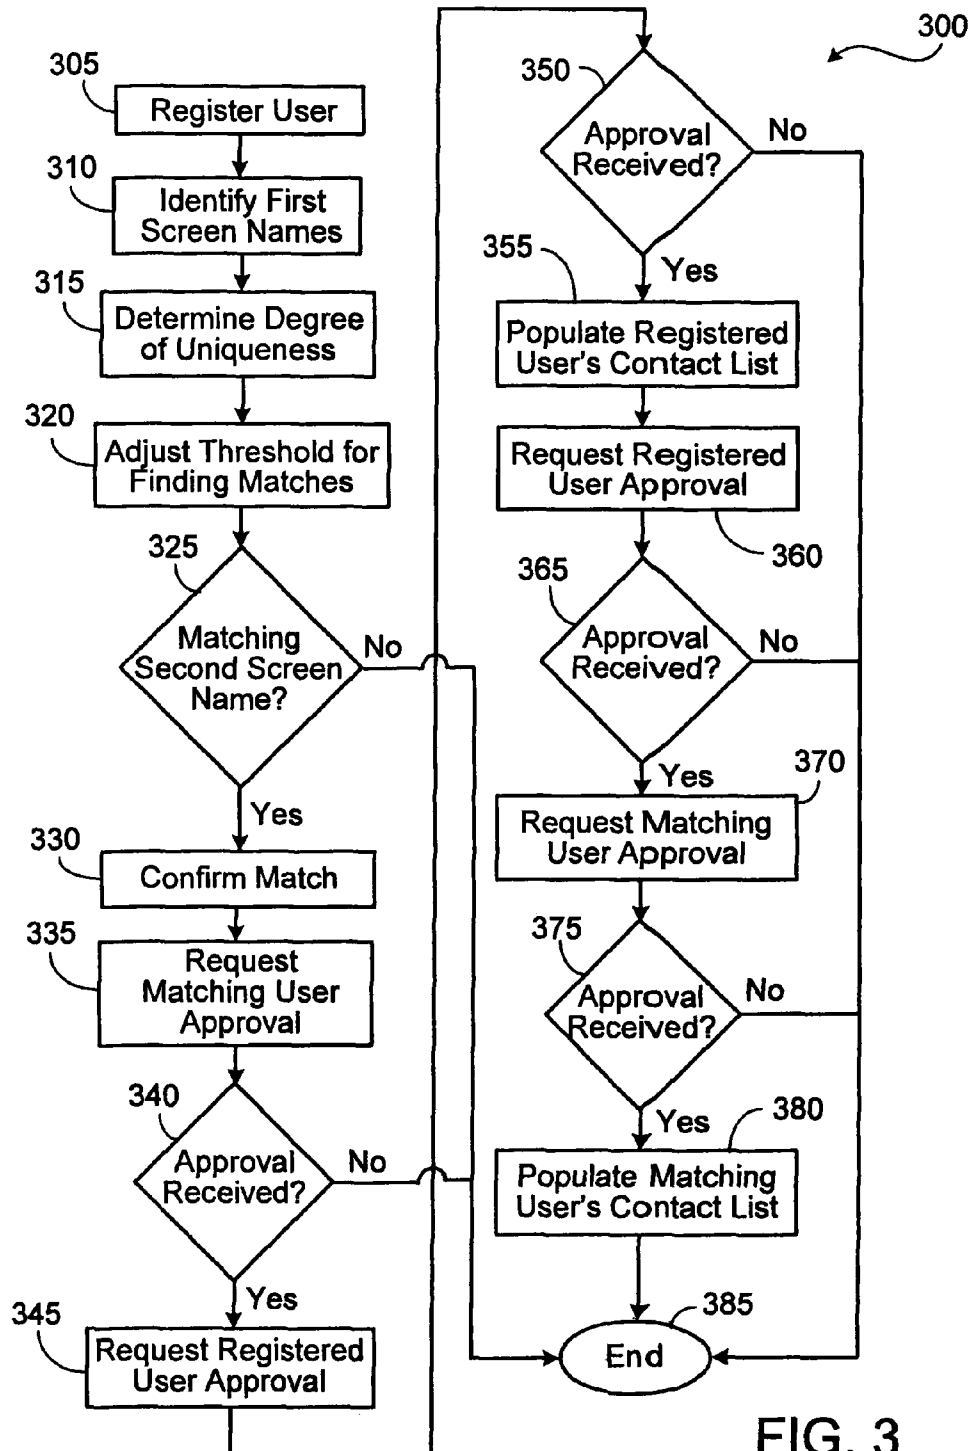 300
305
Register User
310
Identify First
Screen Names
315
Determine Degree
of Uniqueness
320
Adjust Threshold for
Finding Matches
325
Matching
Second Screen
Name?
No
Yes
330
Confirm Match
335
Request
Matching User
Approval
340
Approval
Received?
No
Yes
345
Request Registered
User Approval
350
Approval
Received?
No
Yes
355
Populate Registered
User's Contact List
Request Registered
User Approval
360
365
Approval
Received?
No
Yes
370
Request Matching
User Approval
375
Approval
Received?
No
Yes
380
Populate Matching
User's Contact List
385
End
FIG. 3